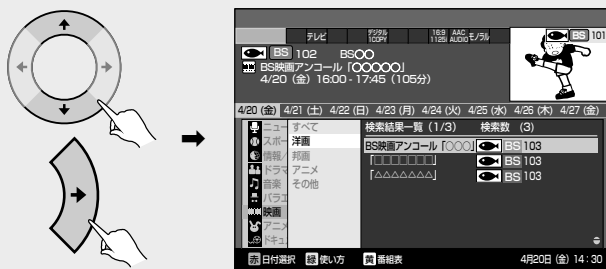 テレビ デジタル 1COPY 16:9 1125i AAC AUDIO モノラル
BS 101
BS 102 BS○○
BS映画アンコール「○○○○○」
4/20 (金) 16:00 - 17:45 (105分)
4/20 (金) 4/21 (土) 4/22 (日) 4/23 (月) 4/24 (火) 4/25 (水) 4/26 (木) 4/27 (金)
ニュー すべて 検索結果一覧 (1/3) 検索数 (3)
スポー 洋画 BS映画アンコール「○○○」 BS 103
情報/ 邦画 「□□□□□□□」 BS 103
ドラマ アニメ 「△△△△△△△」 BS 103
音楽 その他
バラエ
映画
アニメ
ドキュ
赤 日付選択 緑 使い方 黄 番組表 4月20日 (金) 14:30